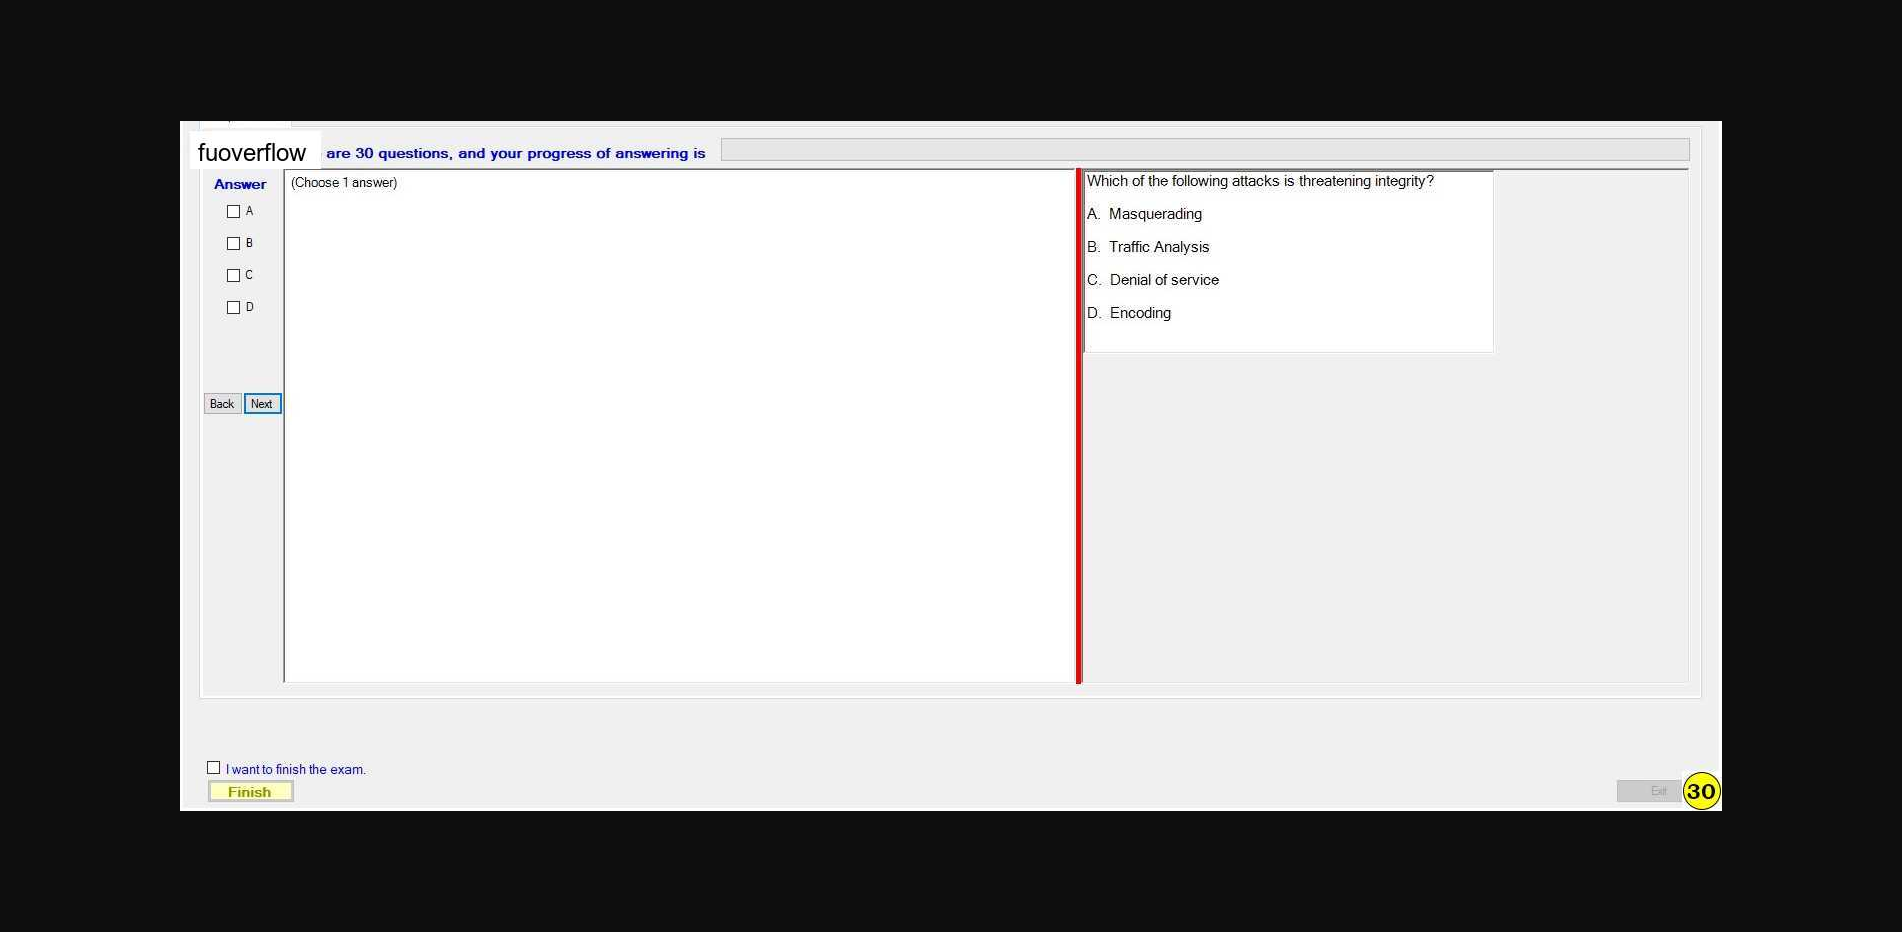 fuoverflow are 30 questions, and your progress of answering is
Answer
(Choose 1 answer)
A
B
C
D
Back Next
Which of the following attacks is threatening integrity?
A. Masquerading
B. Traffic Analysis
C. Denial of service
D. Encoding
I want to finish the exam.
Finish
Exit
30